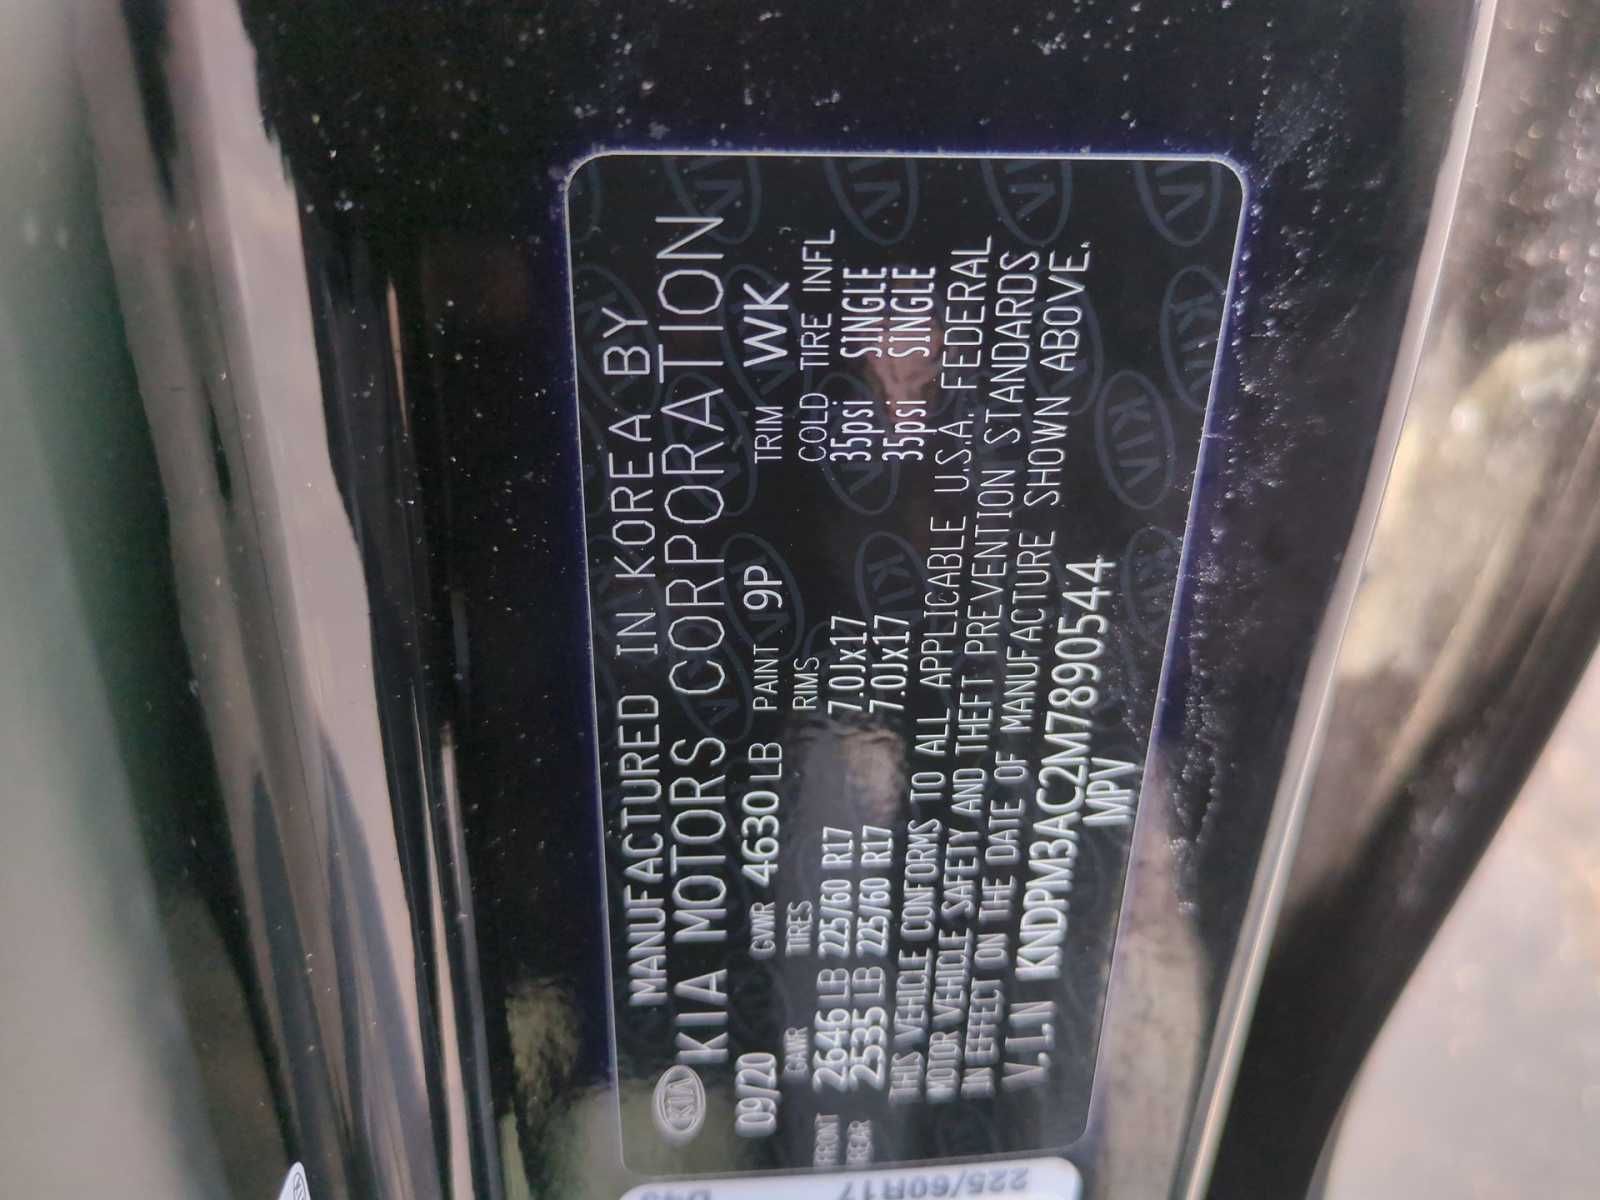 KIA MANUFACTURED IN KOREA BY
KIA MOTORS CORPORATION
09/20 GVWR 4630 LB PAINT 9P TRIM WK
GAWR TIRES RIMS COLD TIRE INFL
FRONT 2646 LB 225/60 R17 7.0Jx17 35psi SINGLE
REAR 2535 LB 225/60 R17 7.0Jx17 35psi SINGLE
THIS VEHICLE CONFORMS TO ALL APPLICABLE U.S.A. FEDERAL
MOTOR VEHICLE SAFETY AND THEFT PREVENTION STANDARDS
IN EFFECT ON THE DATE OF MANUFACTURE SHOWN ABOVE.
V.I.N KNDPM3AC2M7890544
MPV
225/60R17